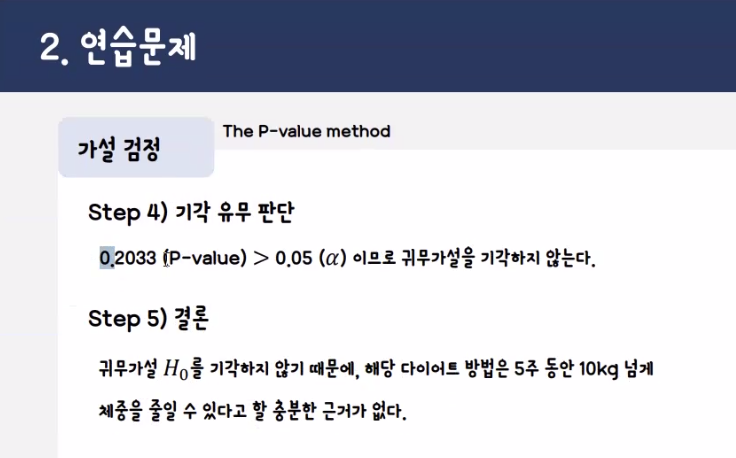 2. 연습문제
The P-value method
가설 검정
Step 4) 기각 유무 판단
0.2033 (P-value) > 0.05 (α) 이므로 귀무가설을 기각하지 않는다.
Step 5) 결론
귀무가설 H₀를 기각하지 않기 때문에, 해당 다이어트 방법은 5주 동안 10kg 넘게
체중을 줄일 수 있다고 할 충분한 근거가 없다.